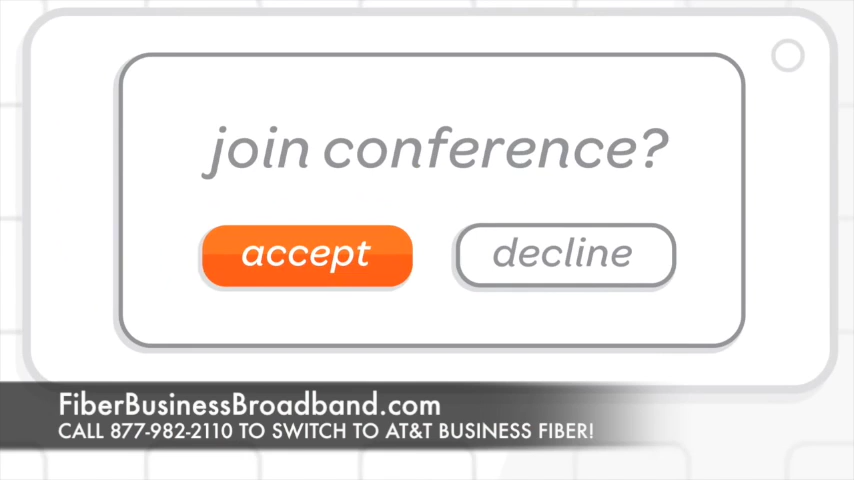 join conference?
accept
decline
FiberBusinessBroadband.com
CALL 877-982-2110 TO SWITCH TO AT&T BUSINESS FIBER!